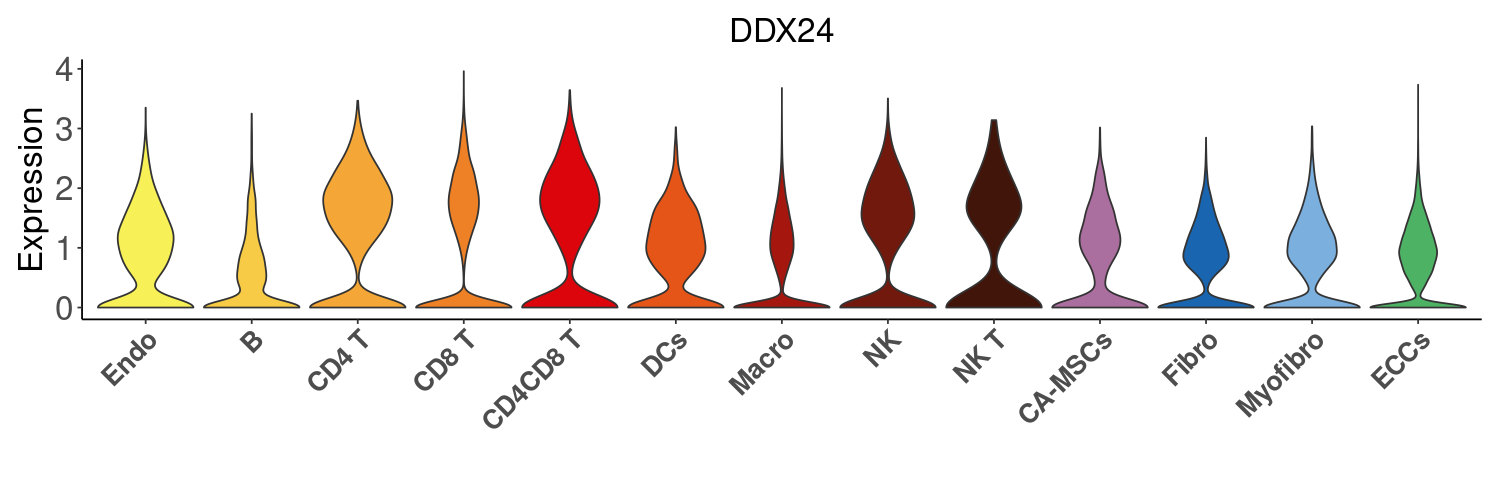 DDX24
Expression
4
3
2
1
0
Endo
B
CD4 T
CD8 T
CD4CD8 T
DCs
Macro
NK
NK T
CA-MSCs
Fibro
Myofibro
ECCs